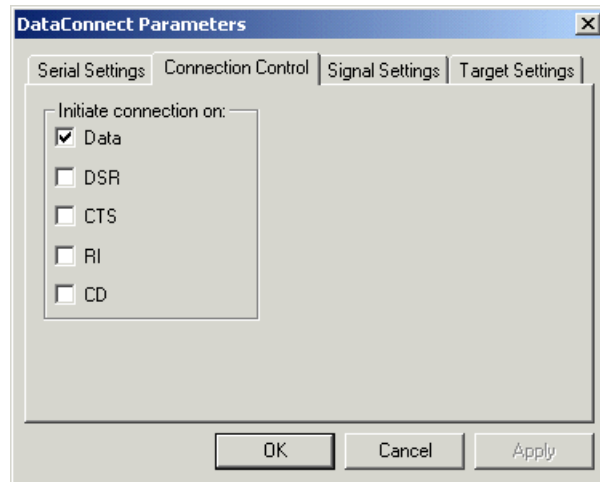 DataConnect Parameters
Serial Settings Connection Control Signal Settings Target Settings
Initiate connection on:
Data
DSR
CTS
RI
CD
OK Cancel Apply